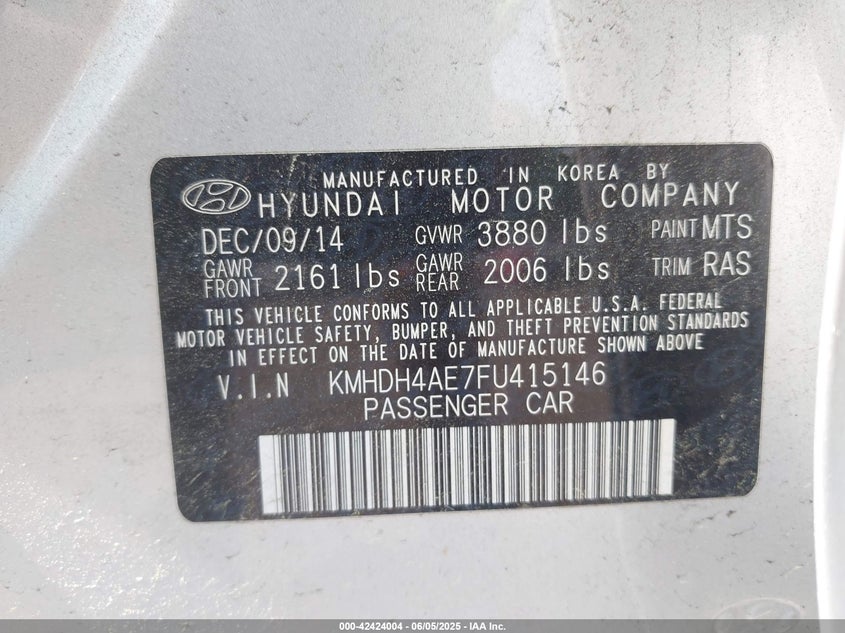 MANUFACTURED IN KOREA BY
HYUNDAI MOTOR COMPANY
DEC/09/14 GVWR 3880 lbs PAINT MTS
GAWR FRONT 2161 lbs GAWR REAR 2006 lbs TRIM RAS
THIS VEHICLE CONFORMS TO ALL APPLICABLE U.S.A. FEDERAL
MOTOR VEHICLE SAFETY, BUMPER, AND THEFT PREVENTION STANDARDS
IN EFFECT ON THE DATE OF MANUFACTURE SHOWN ABOVE
V.I.N KMHDH4AE7FU415146
PASSENGER CAR
000-42424004 | 06/05/2025 - IAA Inc.